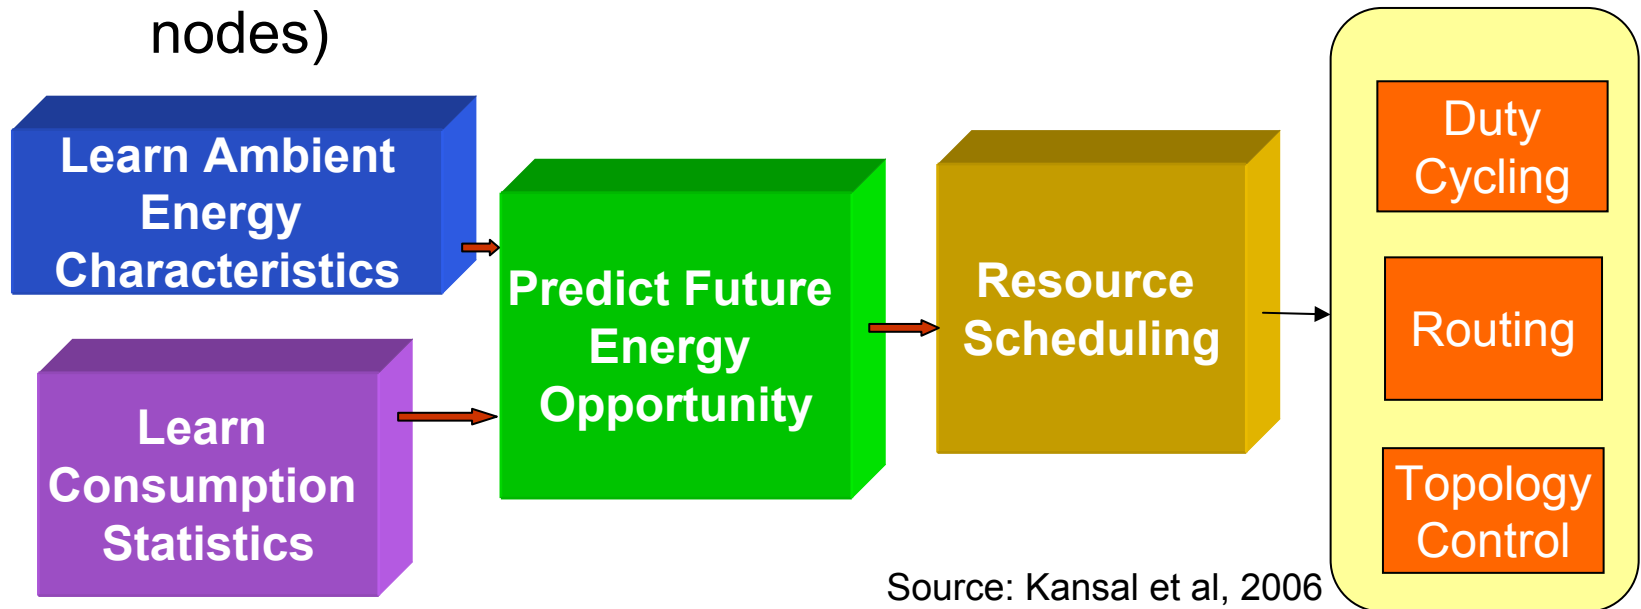 nodes)
Learn Ambient
Energy
Characteristics
Learn
Consumption
Statistics
Predict Future
Energy
Opportunity
Resource
Scheduling
Duty
Cycling
Routing
Topology
Control
Source: Kansal et al, 2006